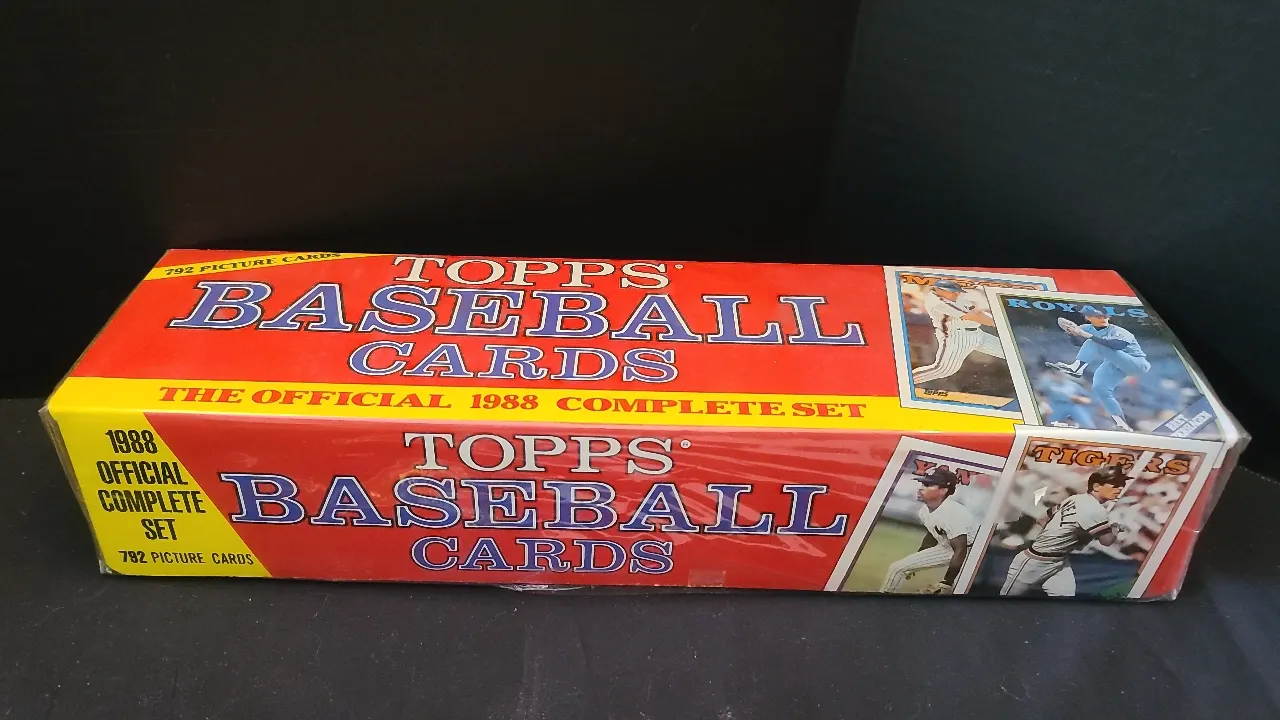 792 PICTURE CARDS
TOPPS®
BASEBALL
CARDS
THE OFFICIAL 1988 COMPLETE SET
ROYALS
TOPPS
1988
OFFICIAL
COMPLETE
SET
792 PICTURE CARDS
TOPPS®
BASEBALL
CARDS
TIGERS